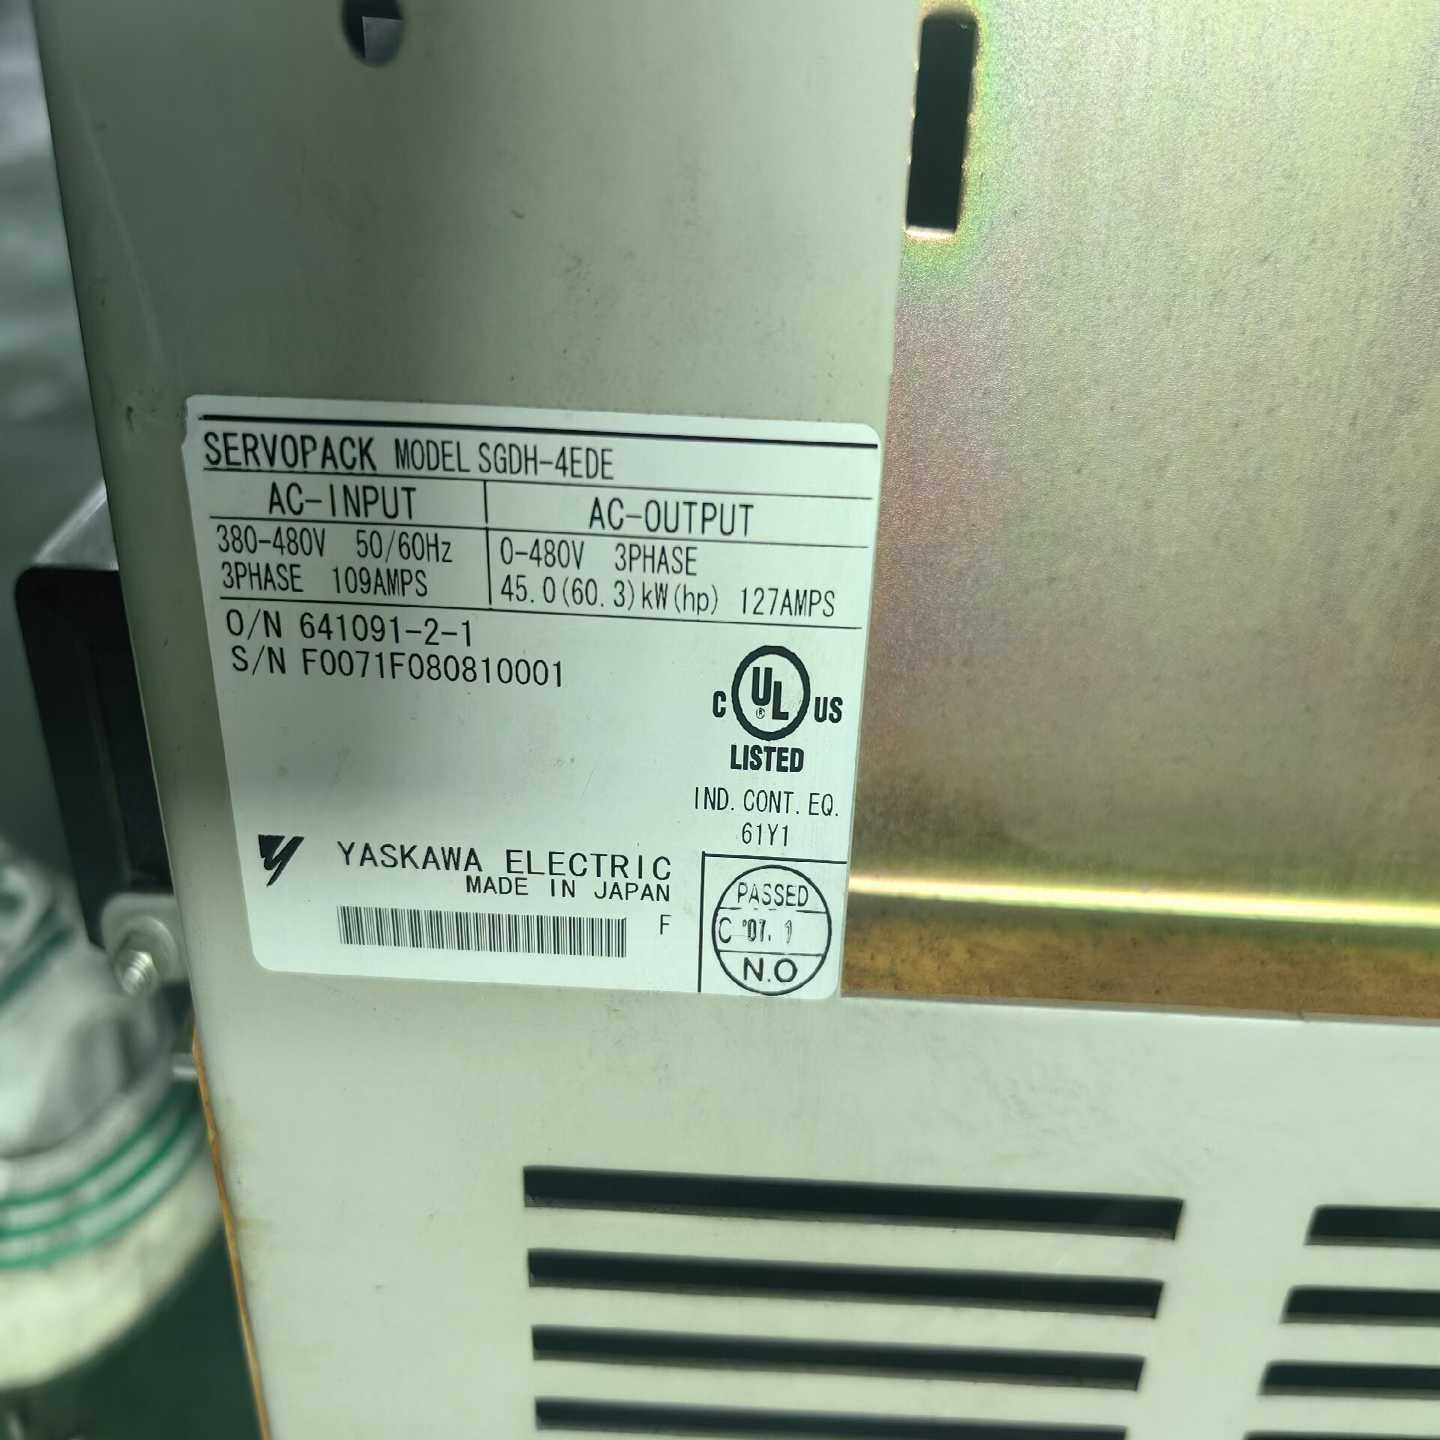 SERVOPACK MODEL SGDH-4EDE
AC-INPUT
380-480V 50/60Hz
3PHASE 109AMPS
AC-OUTPUT
0-480V 3PHASE
45.0(60.3)kW(hp) 127AMPS
O/N 641091-2-1
S/N F0071F080810001
C UL® US
LISTED
IND. CONT. EQ.
61Y1
YASKAWA ELECTRIC
MADE IN JAPAN
F
PASSED
C '07. 1
N.O